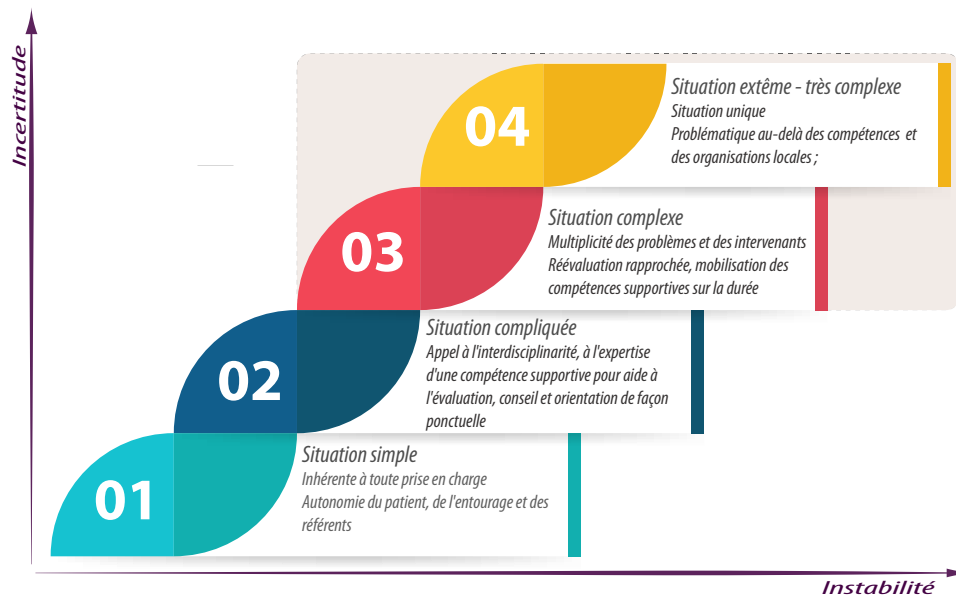 Incertitude
04
Situation extême - très complexe
Situation unique
Problématique au-delà des compétences et
des organisations locales ;
03
Situation complexe
Multiplicité des problèmes et des intervenants
Réévaluation rapprochée, mobilisation des
compétences supportives sur la durée
02
Situation compliquée
Appel à l'interdisciplinarité, à l'expertise
d'une compétence supportive pour aide à
l'évaluation, conseil et orientation de façon
ponctuelle
01
Situation simple
Inhérente à toute prise en charge
Autonomie du patient, de l'entourage et des
référents
Instabilité